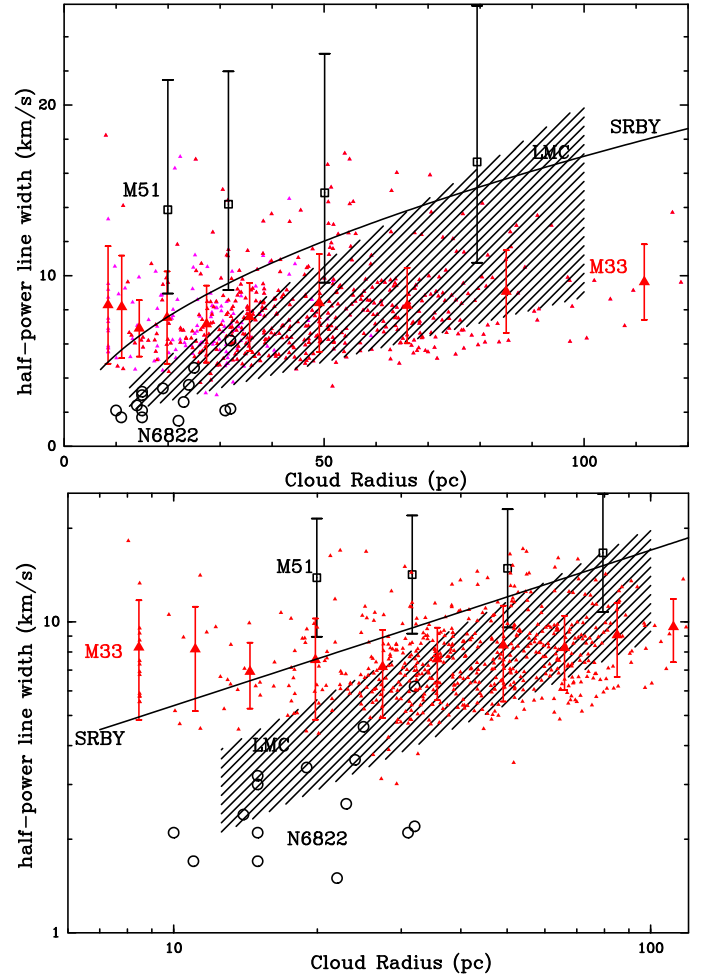 half-power line width (km/s)
20
10
0
SRBY
LMC
M51
M33
N6822
0
50
100
Cloud Radius (pc)
half-power line width (km/s)
10
1
M51
M33
SRBY
LMC
N6822
10
100
Cloud Radius (pc)